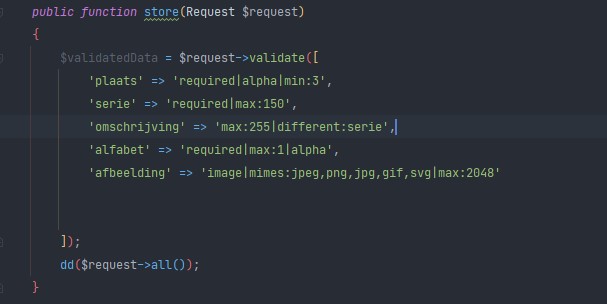 public function store(Request $request)
{
$validatedData = $request->validate([
'plaats' => 'required|alpha|min:3',
'serie' => 'required|max:150',
'omschrijving' => 'max:255|different:serie',
'alfabet' => 'required|max:1|alpha',
'afbeelding' => 'image|mimes:jpeg,png,jpg,gif,svg|max:2048'
]);
dd($request->all());
}